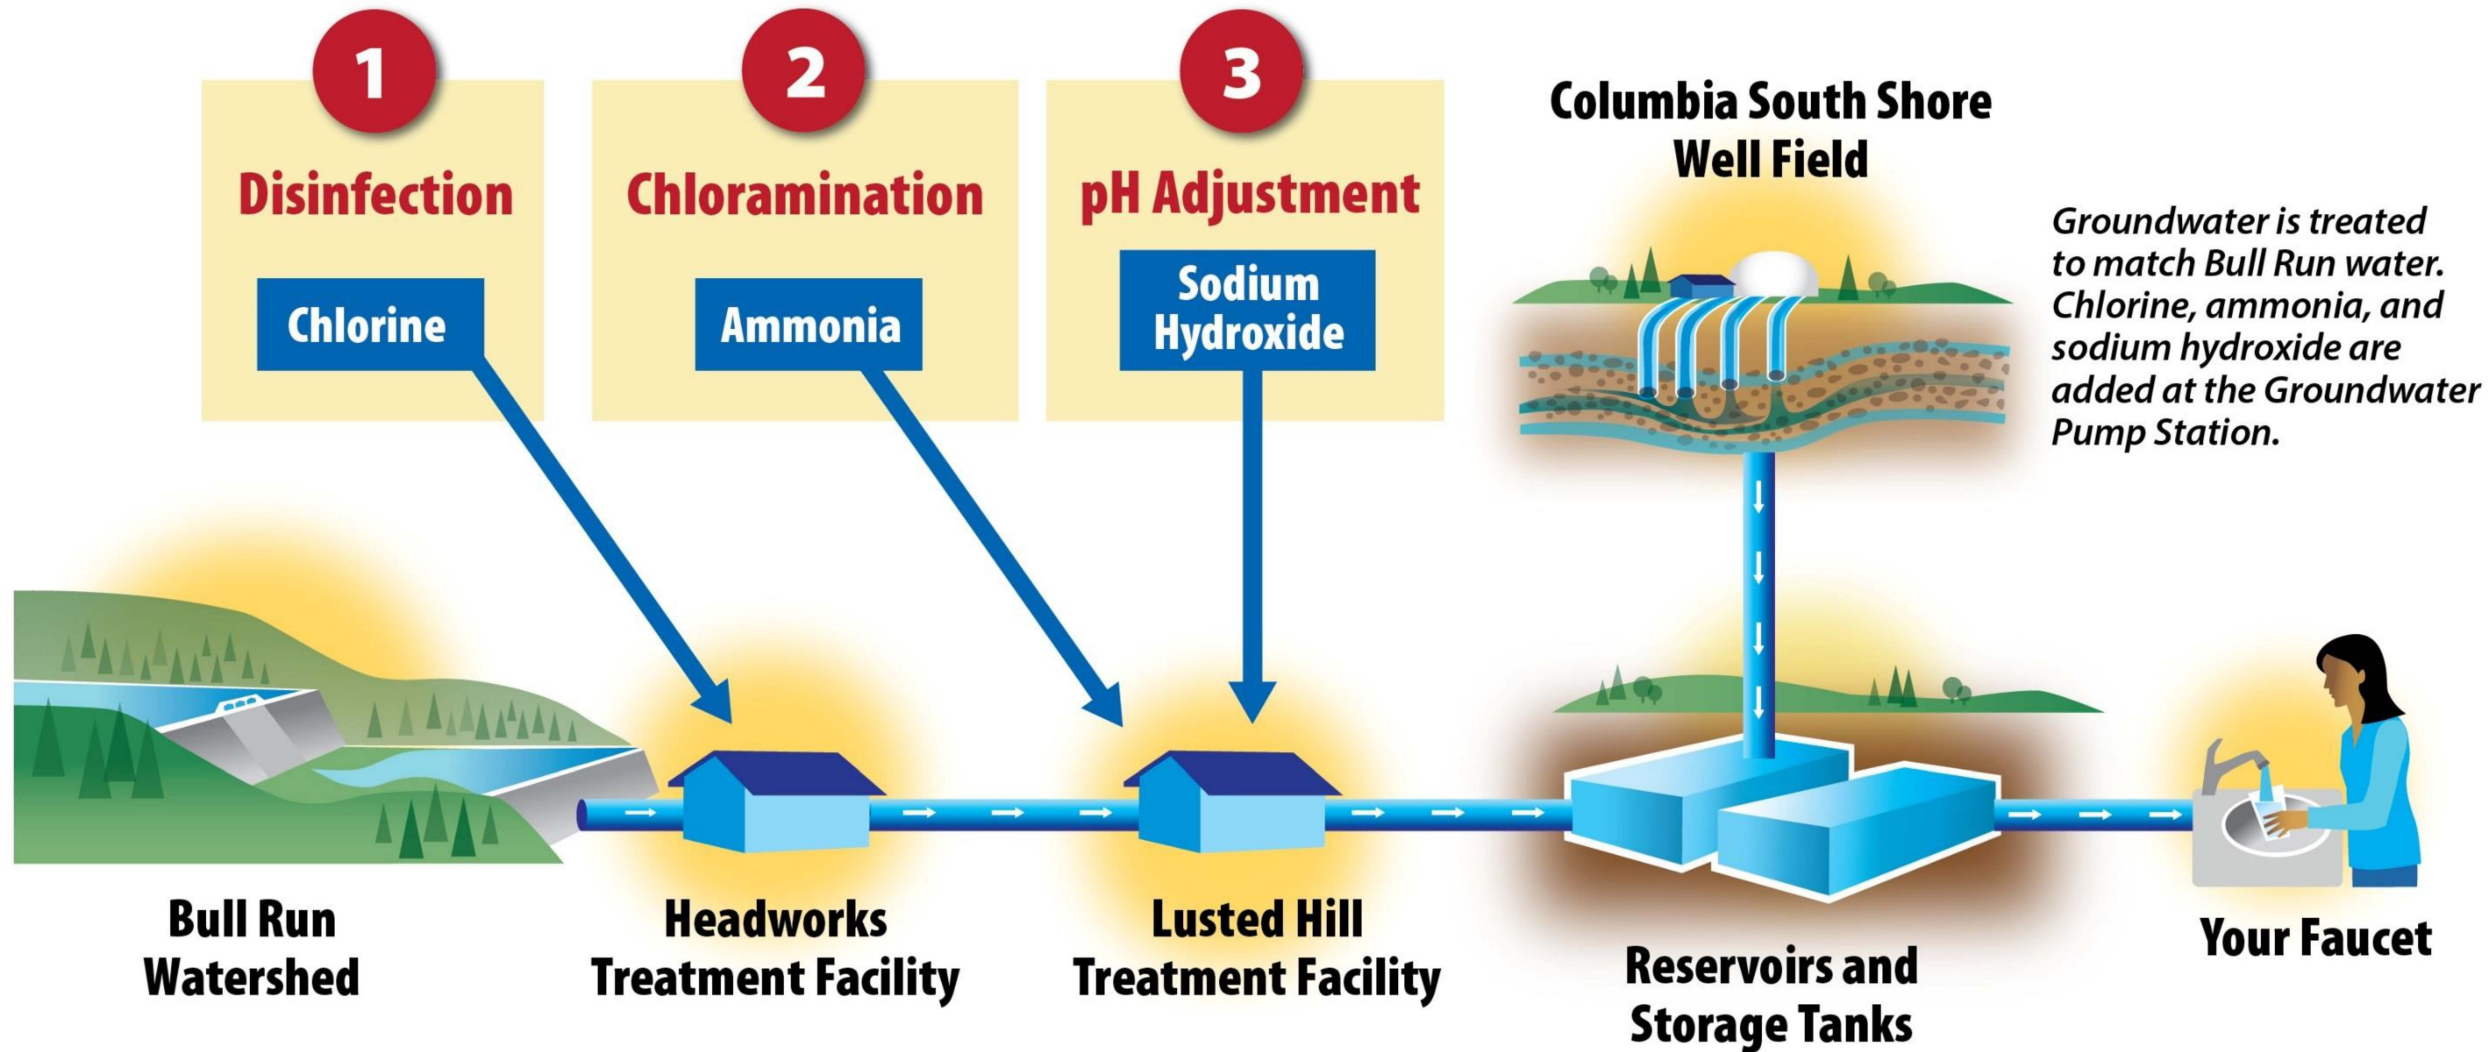 1
Disinfection
Chlorine
2
Chloramination
Ammonia
3
pH Adjustment
Sodium
Hydroxide
Columbia South Shore
Well Field
Groundwater is treated
to match Bull Run water.
Chlorine, ammonia, and
sodium hydroxide are
added at the Groundwater
Pump Station.
Bull Run
Watershed
Headworks
Treatment Facility
Lusted Hill
Treatment Facility
Reservoirs and
Storage Tanks
Your Faucet